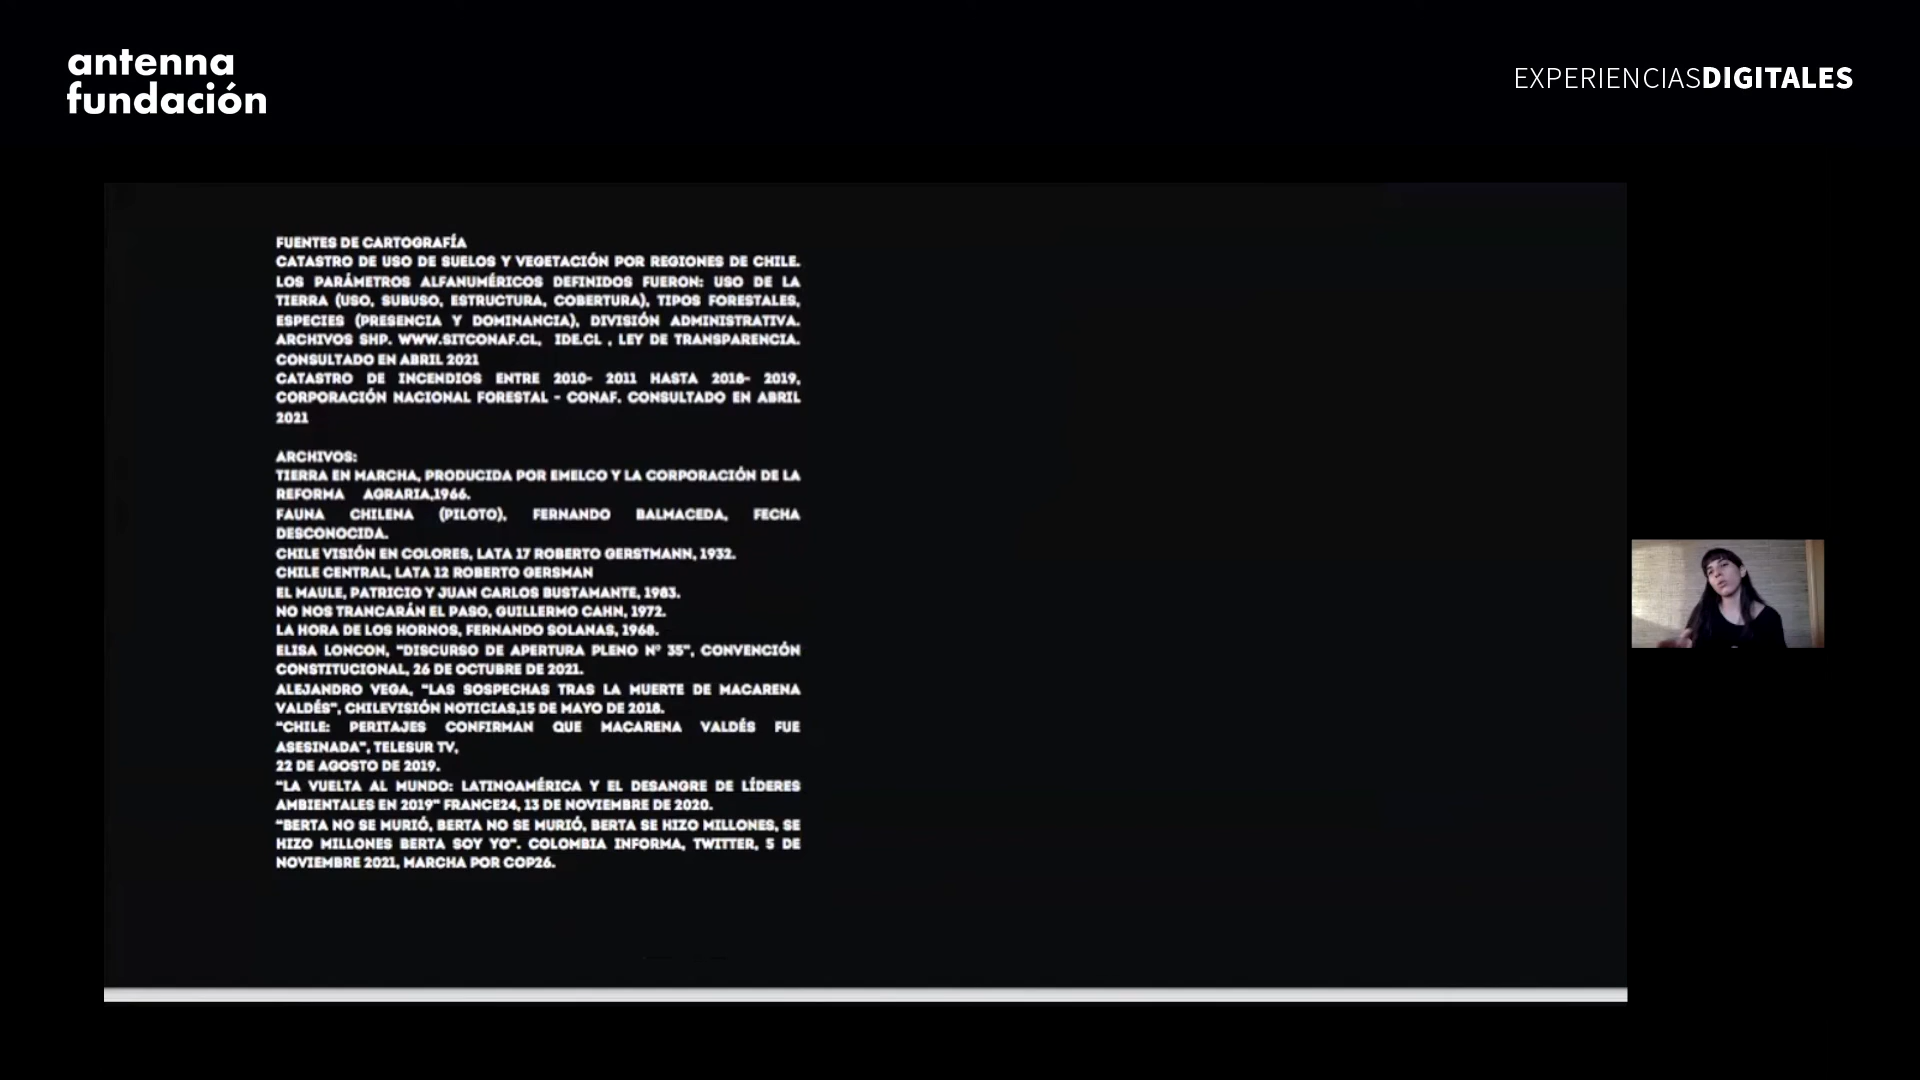 antenna
fundación
EXPERIENCIASDIGITALES
FUENTES DE CARTOGRAFÍA
CATASTRO DE USO DE SUELOS Y VEGETACIÓN POR REGIONES DE CHILE.
LOS PARÁMETROS ALFANUMÉRICOS DEFINIDOS FUERON: USO DE LA
TIERRA (USO, SUBUSO, ESTRUCTURA, COBERTURA), TIPOS FORESTALES,
ESPECIES (PRESENCIA Y DOMINANCIA), DIVISIÓN ADMINISTRATIVA.
ARCHIVOS SHP. WWW.SITCONAF.CL, IDE.CL , LEY DE TRANSPARENCIA.
CONSULTADO EN ABRIL 2021
CATASTRO DE INCENDIOS ENTRE 2010- 2011 HASTA 2018- 2019,
CORPORACIÓN NACIONAL FORESTAL - CONAF. CONSULTADO EN ABRIL
2021
ARCHIVOS:
TIERRA EN MARCHA, PRODUCIDA POR EMELCO Y LA CORPORACIÓN DE LA
REFORMA AGRARIA,1966.
FAUNA CHILENA (PILOTO), FERNANDO BALMACEDA, FECHA
DESCONOCIDA.
CHILE VISIÓN EN COLORES, LATA 17 ROBERTO GERSTMANN, 1932.
CHILE CENTRAL, LATA 12 ROBERTO GERSMAN
EL MAULE, PATRICIO Y JUAN CARLOS BUSTAMANTE, 1983.
NO NOS TRANCARÁN EL PASO, GUILLERMO CAHN, 1972.
LA HORA DE LOS HORNOS, FERNANDO SOLANAS, 1968.
ELISA LONCON, "DISCURSO DE APERTURA PLENO Nº 35", CONVENCIÓN
CONSTITUCIONAL, 26 DE OCTUBRE DE 2021.
ALEJANDRO VEGA, "LAS SOSPECHAS TRAS LA MUERTE DE MACARENA
VALDÉS", CHILEVISIÓN NOTICIAS,15 DE MAYO DE 2018.
"CHILE: PERITAJES CONFIRMAN QUE MACARENA VALDÉS FUE
ASESINADA", TELESUR TV,
22 DE AGOSTO DE 2019.
"LA VUELTA AL MUNDO: LATINOAMÉRICA Y EL DESANGRE DE LÍDERES
AMBIENTALES EN 2019" FRANCE24, 13 DE NOVIEMBRE DE 2020.
"BERTA NO SE MURIÓ, BERTA NO SE MURIÓ, BERTA SE HIZO MILLONES, SE
HIZO MILLONES BERTA SOY YO". COLOMBIA INFORMA, TWITTER, 5 DE
NOVIEMBRE 2021, MARCHA POR COP26.